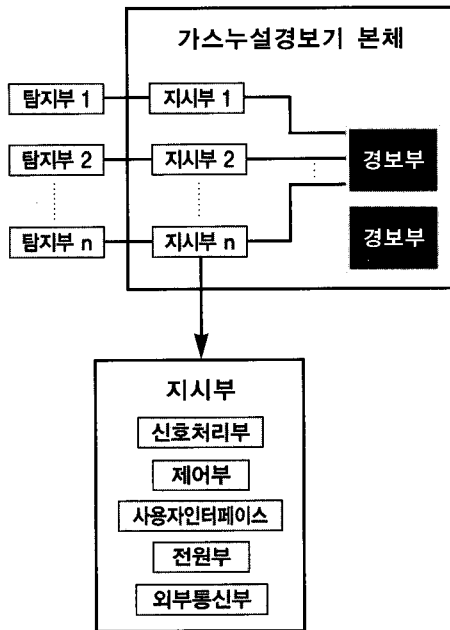 가스누설경보기 본체
탐지부 1
지시부 1
탐지부 2
지시부 2
경보부
탐지부 n
지시부 n
경보부
지시부
신호처리부
제어부
사용자인터페이스
전원부
외부통신부